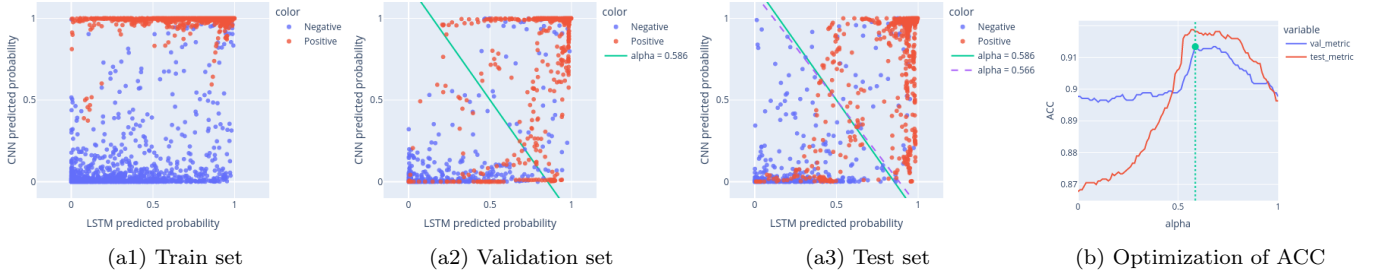 color
Negative
Positive
CNN predicted probability
1
0.5
0
0
0.5
1
LSTM predicted probability
(a1) Train set
color
Negative
Positive
alpha = 0.586
CNN predicted probability
1
0.5
0
0
0.5
1
LSTM predicted probability
(a2) Validation set
color
Negative
Positive
alpha = 0.586
alpha = 0.566
CNN predicted probability
1
0.5
0
0
0.5
1
LSTM predicted probability
(a3) Test set
variable
val_metric
test_metric
ACC
0.91
0.9
0.89
0.88
0.87
0
0.5
1
alpha
(b) Optimization of ACC